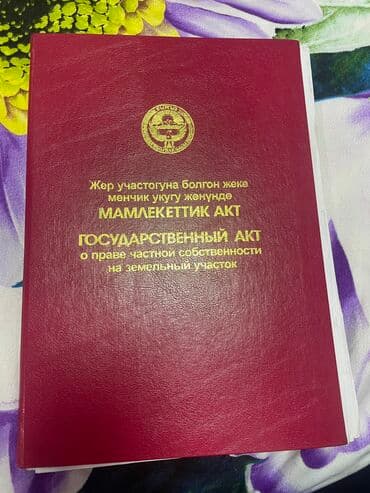 Жер участогуна болгон жеке
менчик укугу жөнүндө
МАМЛЕКЕТТИК АКТ
ГОСУДАРСТВЕННЫЙ АКТ
о праве частной собственности
на земельный участок